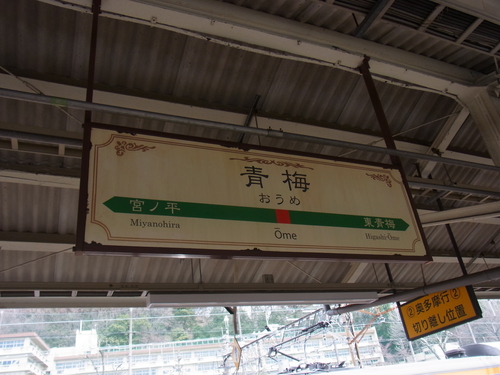 青梅
おうめ
宮ノ平 東青梅
Miyanohira Ōme Higashi-Ōme
②奥多摩行②
切り隠し位置